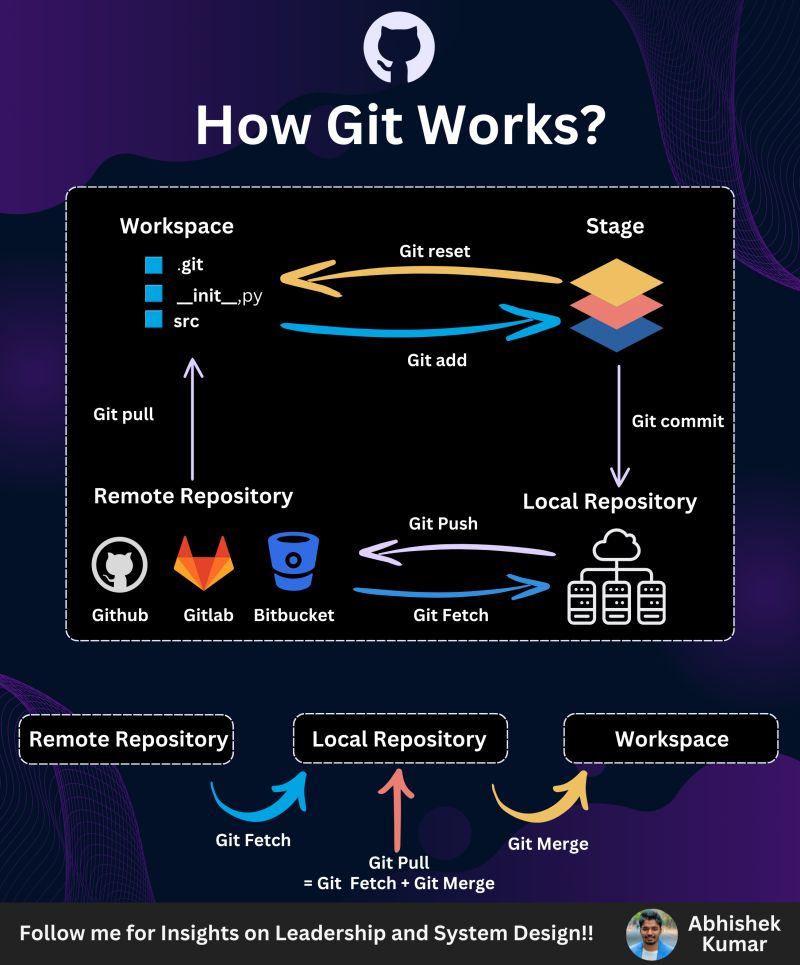 How Git Works?
Workspace
Stage
.git
__init__,py
src
Git reset
Git add
Git pull
Git commit
Remote Repository
Local Repository
Git Push
Git Fetch
Github
Gitlab
Bitbucket
Remote Repository
Local Repository
Workspace
Git Fetch
Git Pull
= Git Fetch + Git Merge
Git Merge
Follow me for Insights on Leadership and System Design!!
Abhishek
Kumar